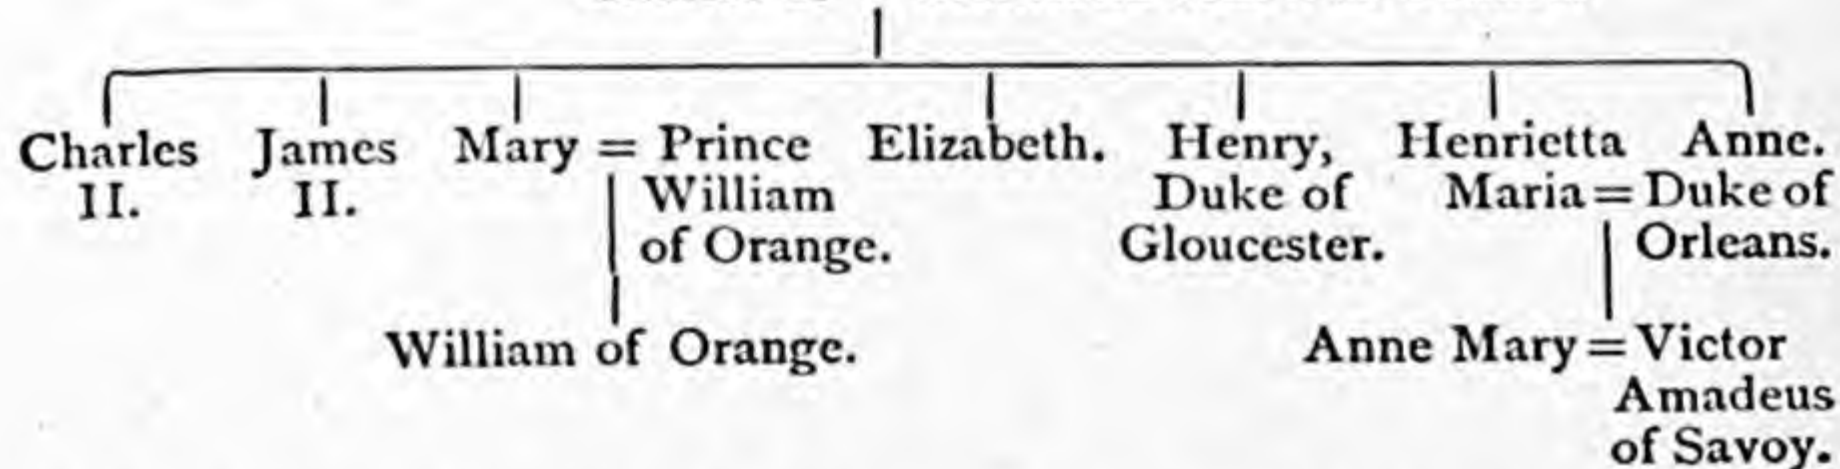 Charles James Mary = Prince Elizabeth. Henry, Henrietta Anne.
II. II. William Duke of Maria = Duke of
of Orange. Gloucester. Orleans.
William of Orange. Anne Mary = Victor
Amadeus
of Savoy.